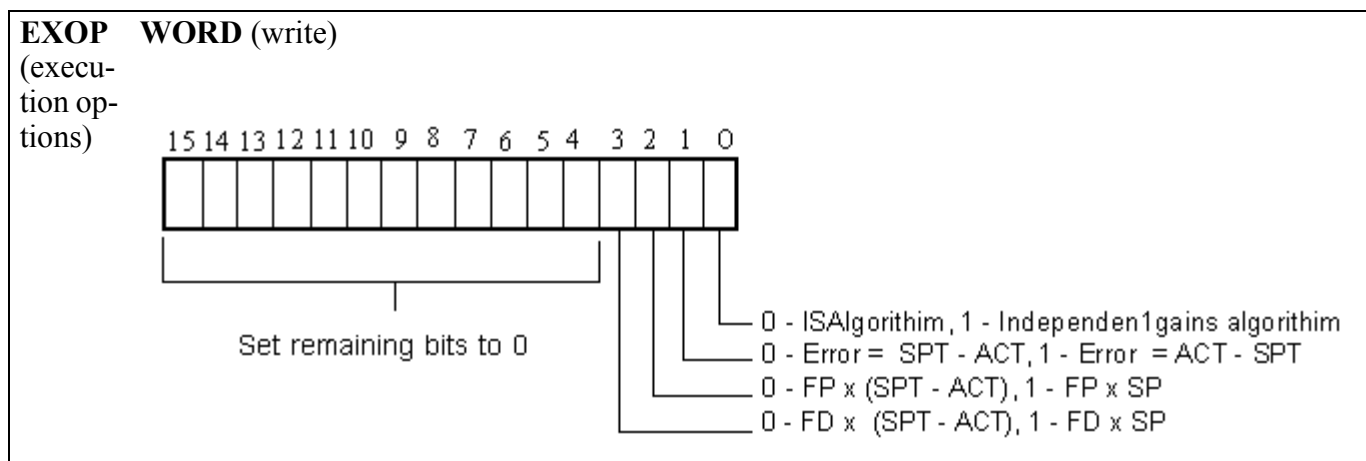 EXOP WORD (write)
(execu-
tion op-
tions)
15 14 13 12 11 10 9 8 7 6 5 4 3 2 1 0
0 - ISAlgorithim, 1 - Independen1gains algorithim
Set remaining bits to 0
0 - Error = SPT - ACT, 1 - Error = ACT - SPT
0 - FP x (SPT - ACT), 1 - FP x SP
0 - FD x (SPT - ACT), 1 - FD x SP